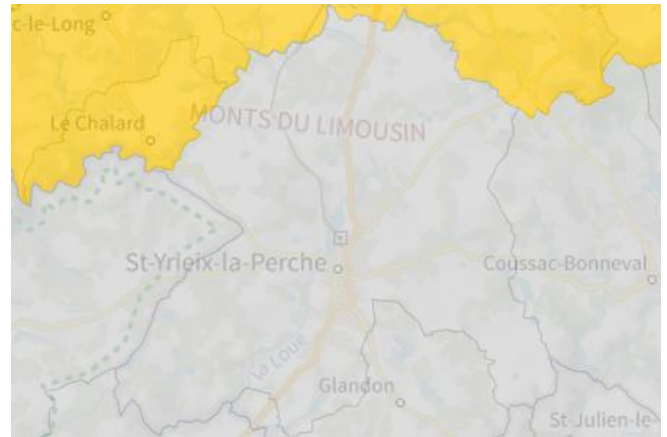 c-le-Long
Le Chalard
MONTS DU LIMOUSIN
St-Yrieix-la-Perche
Coussac-Bonneval
La Loue
Glandon
St-Julien-le-